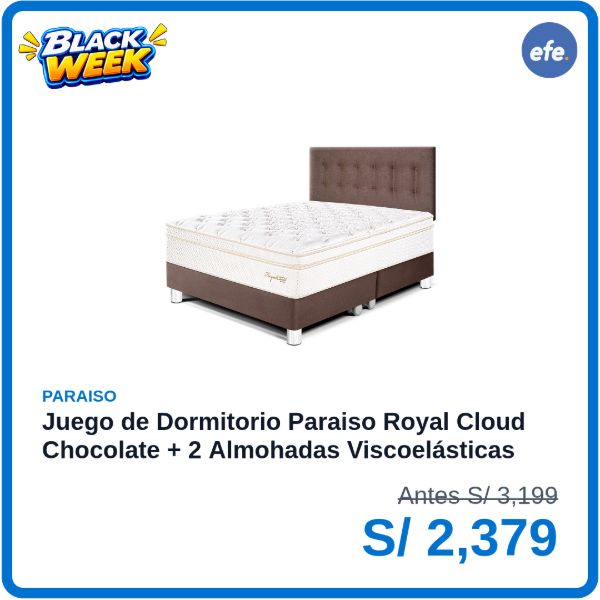 BLACK
WEEK
efe.
PARAISO
Juego de Dormitorio Paraiso Royal Cloud
Chocolate + 2 Almohadas Viscoelásticas
Antes S/ 3,199
S/ 2,379